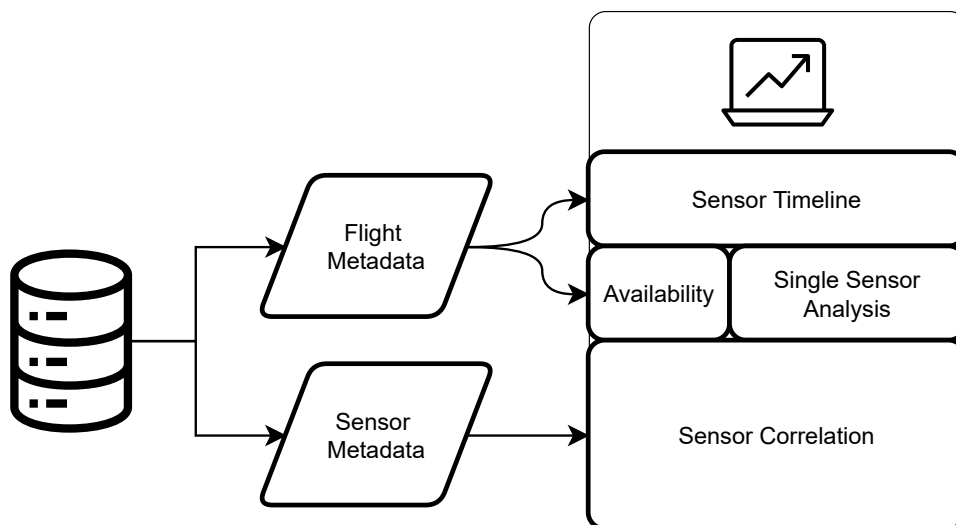 Flight
Metadata
Sensor
Metadata
Sensor Timeline
Availability
Single Sensor
Analysis
Sensor Correlation